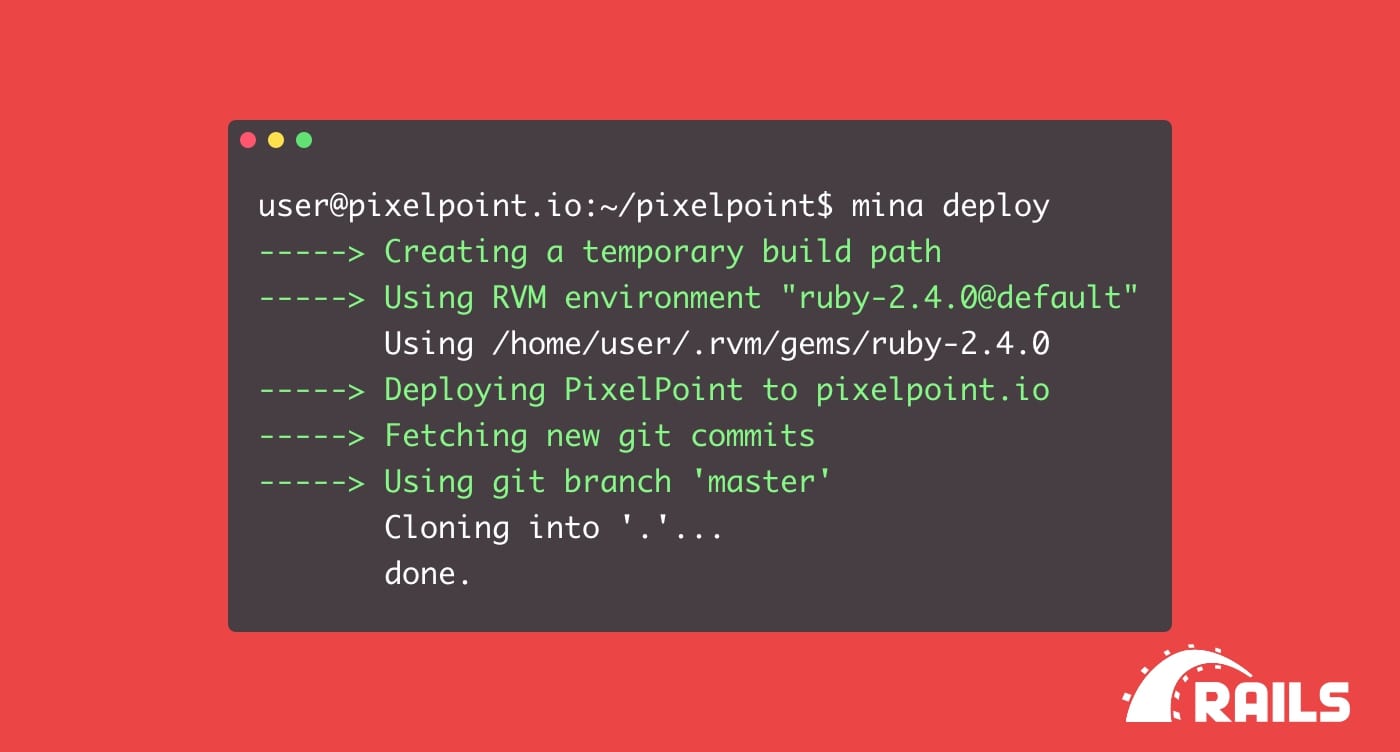 user@pixelpoint.io:~/pixelpoint$ mina deploy
-----> Creating a temporary build path
-----> Using RVM environment "ruby-2.4.0@default"
Using /home/user/.rvm/gems/ruby-2.4.0
-----> Deploying PixelPoint to pixelpoint.io
-----> Fetching new git commits
-----> Using git branch 'master'
Cloning into '.'...
done.
RAILS